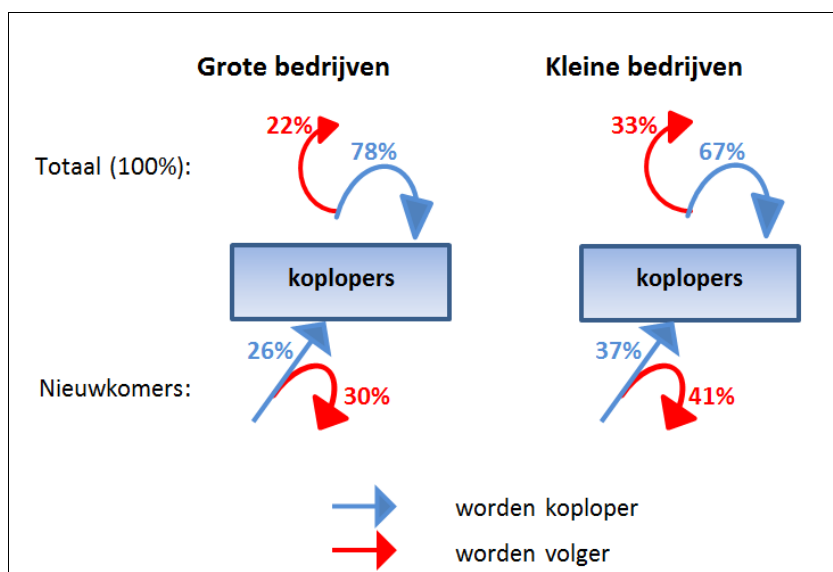 Grote bedrijven Kleine bedrijven
22% 33%
78% 67%
Totaal (100%):
koplopers koplopers
26% 37%
Nieuwkomers: 30% 41%
worden koploper
worden volger